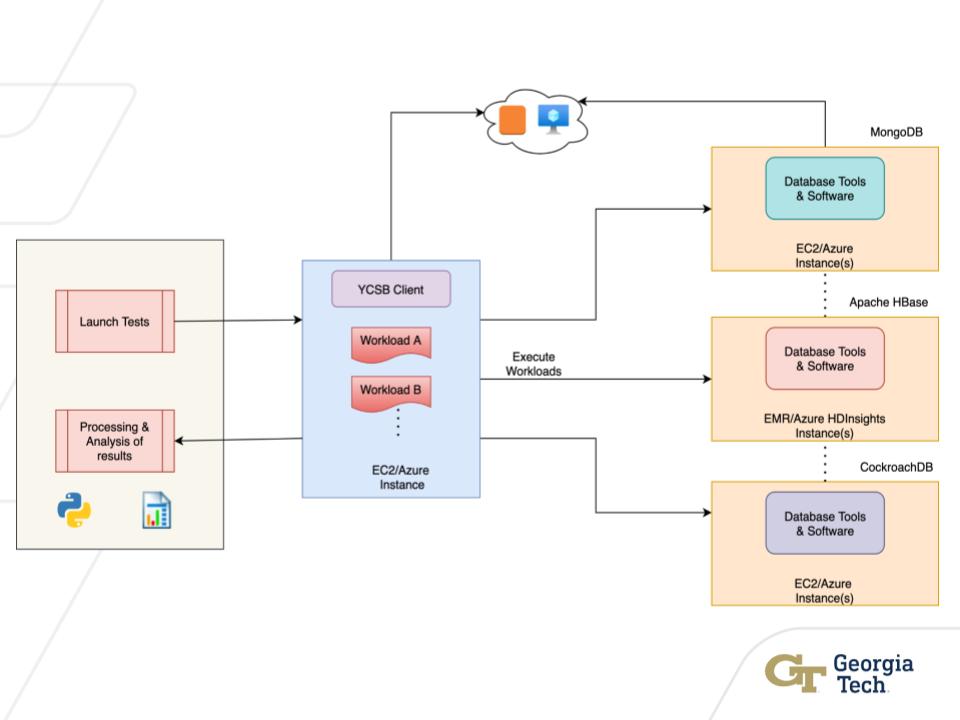 MongoDB
Database Tools
& Software
EC2/Azure
Instance(s)
Launch Tests
Processing &
Analysis of
results
YCSB Client
Workload A
Workload B
EC2/Azure
Instance
Execute
Workloads
Apache HBase
Database Tools
& Software
EMR/Azure HDInsights
Instance(s)
CockroachDB
Database Tools
& Software
EC2/Azure
Instance(s)
GT
Georgia
Tech